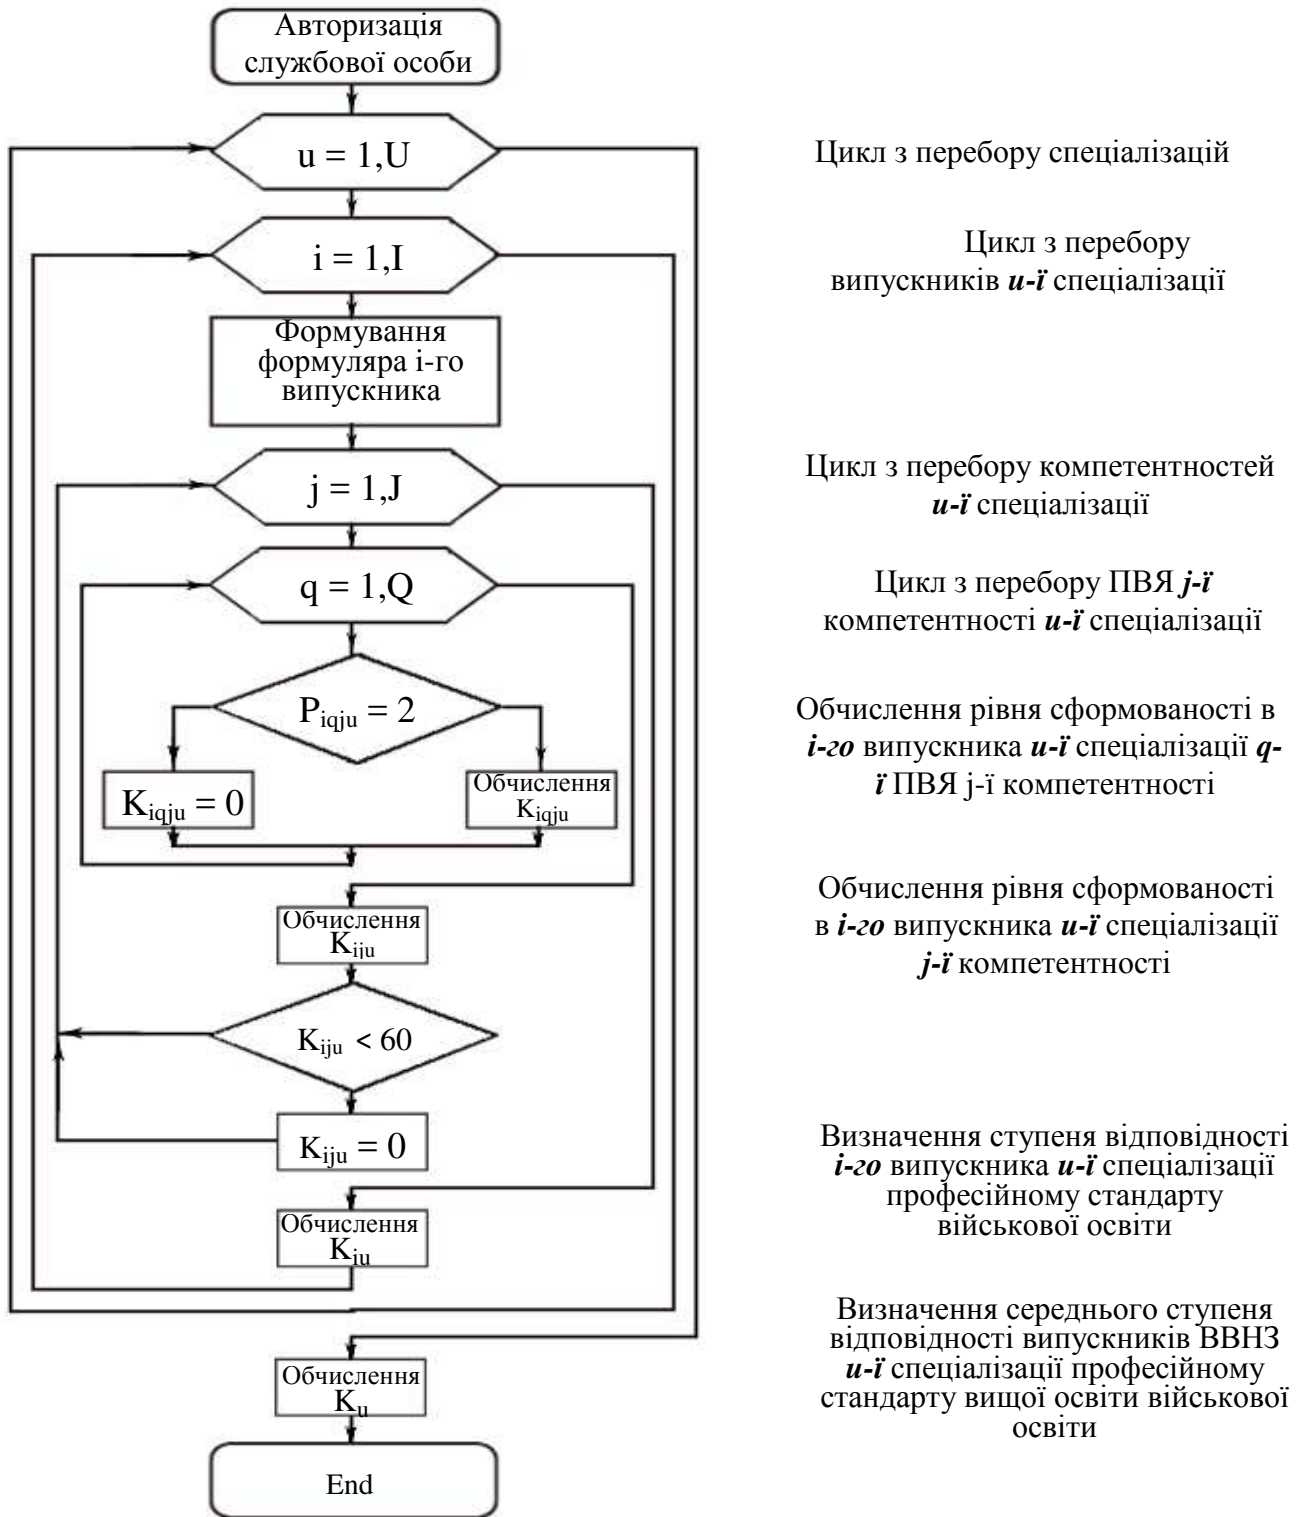 Авторизація
службової особи
u = 1,U
Цикл з перебору спеціалізацій
i = 1,I
Цикл з перебору
випускників u-ї спеціалізації
Формування
формуляра і-го
випускника
j = 1,J
Цикл з перебору компетентностей
u-ї спеціалізації
q = 1,Q
Цикл з перебору ПВЯ j-ї
компетентності u-ї спеціалізації
Piqju = 2
Обчислення рівня сформованості в
i-го випускника u-ї спеціалізації q-
ї ПВЯ j-ї компетентності
Kiqju = 0
Обчислення
Kiqju
Обчислення
Kiju
Обчислення рівня сформованості
в i-го випускника u-ї спеціалізації
j-ї компетентності
Kiju < 60
Kiju = 0
Визначення ступеня відповідності
i-го випускника u-ї спеціалізації
професійному стандарту
військової освіти
Обчислення
Kiu
Визначення середнього ступеня
відповідності випускників ВВНЗ
u-ї спеціалізації професійному
стандарту вищої освіти військової
освіти
Обчислення
Ku
End